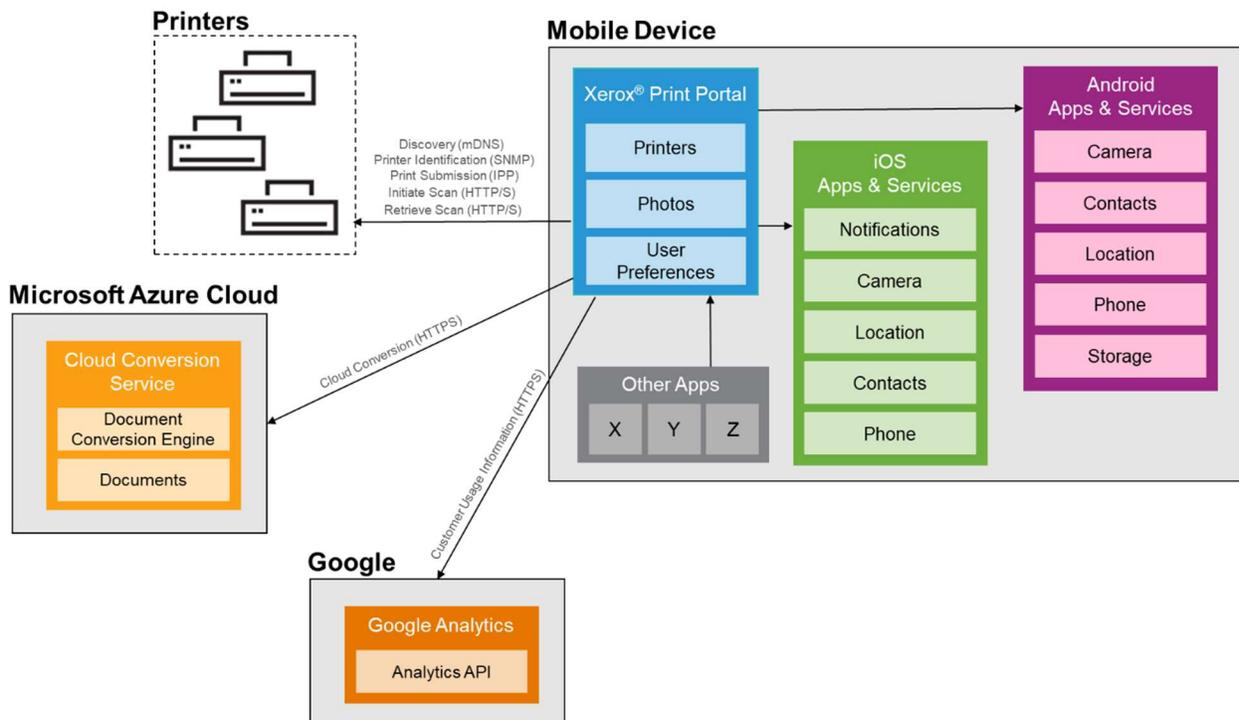 Printers
Discovery (mDNS)
Printer Identification (SNMP)
Print Submission (IPP)
Initiate Scan (HTTP/S)
Retrieve Scan (HTTP/S)
Mobile Device
Xerox® Print Portal
Printers
Photos
User
Preferences
Other Apps
X Y Z
iOS
Apps & Services
Notifications
Camera
Location
Contacts
Phone
Android
Apps & Services
Camera
Contacts
Location
Phone
Storage
Microsoft Azure Cloud
Cloud Conversion
Service
Document
Conversion Engine
Documents
Cloud Conversion (HTTPS)
Customer Usage Information (HTTPS)
Google
Google Analytics
Analytics API